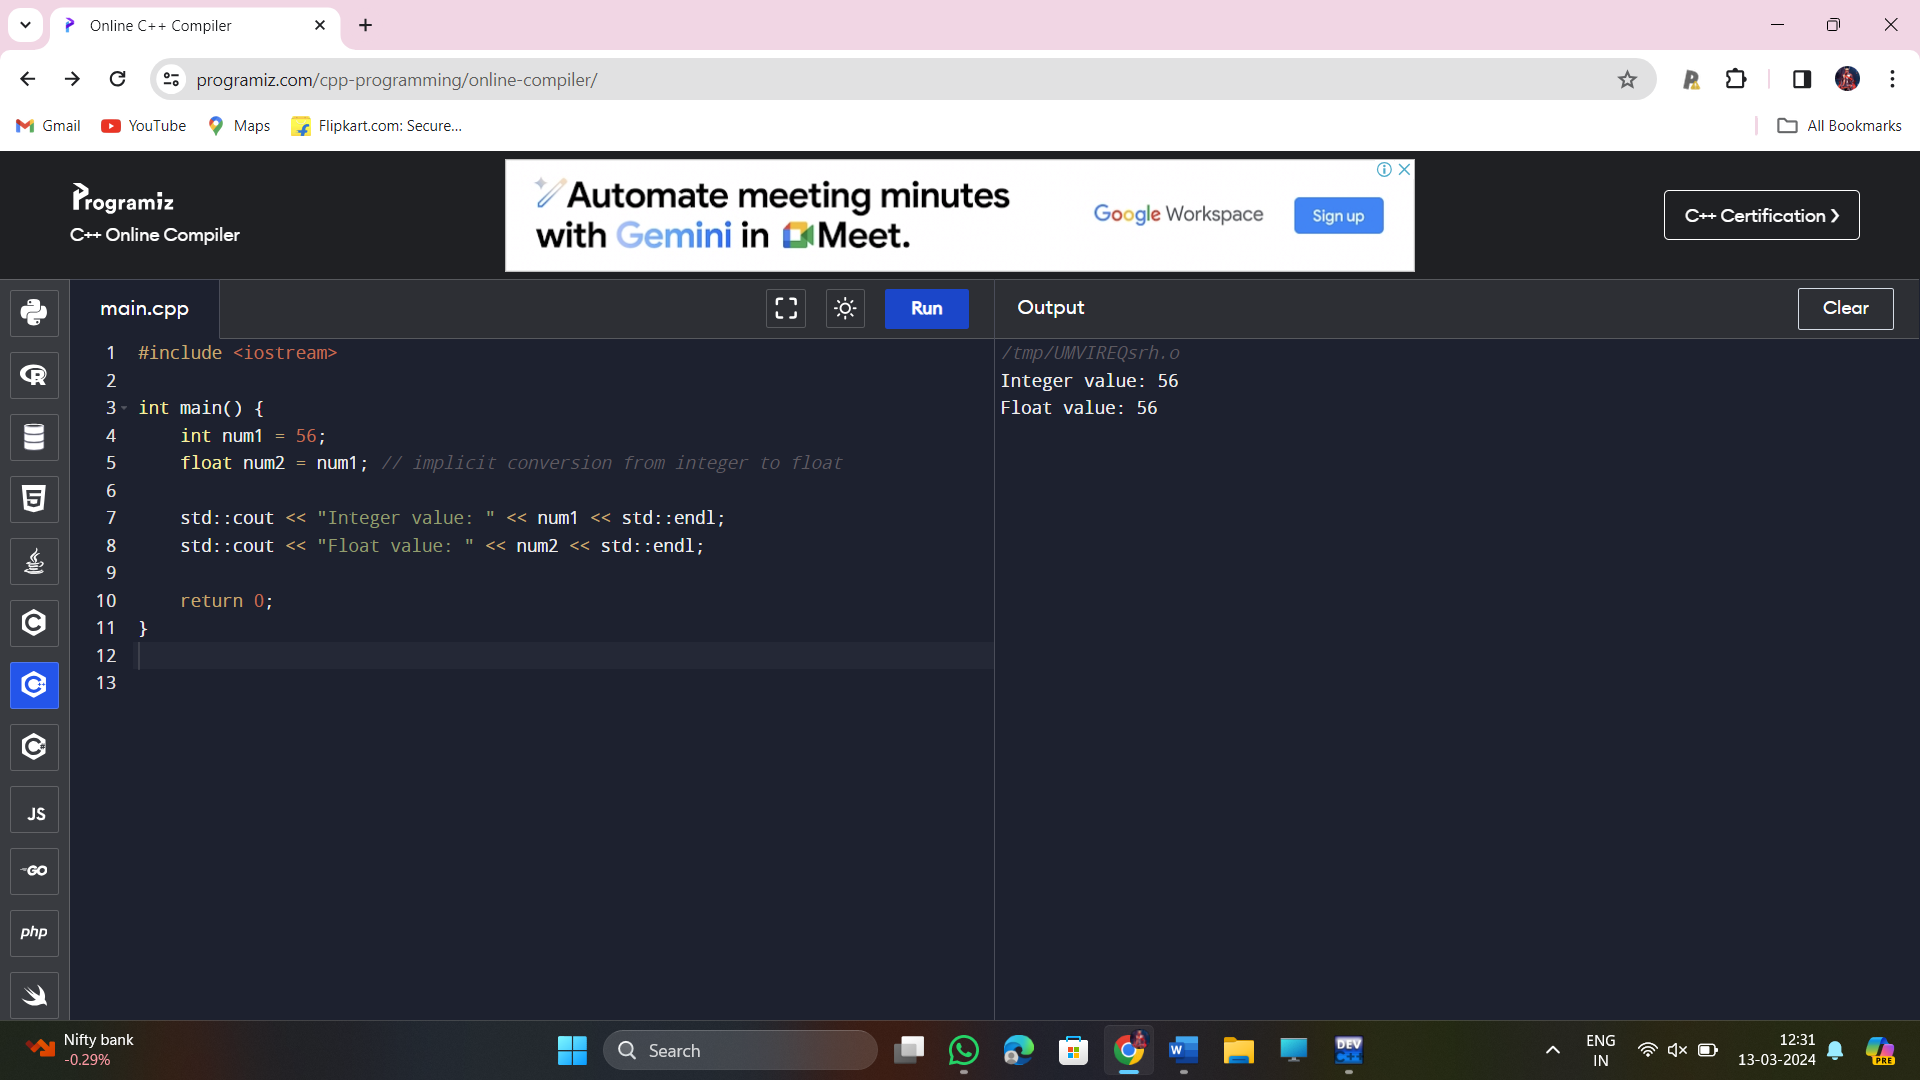 Online C++ Compiler
programiz.com/cpp-programming/online-compiler/
Gmail YouTube Maps Flipkart.com: Secure... All Bookmarks
Programiz
C++ Online Compiler
Automate meeting minutes
with Gemini in Meet.
Google Workspace
Sign up
C++ Certification ❯
main.cpp
Run
Output
Clear
1 #include <iostream>
2
3 int main() {
4     int num1 = 56;
5     float num2 = num1; // implicit conversion from integer to float
6
7     std::cout << "Integer value: " << num1 << std::endl;
8     std::cout << "Float value: " << num2 << std::endl;
9
10     return 0;
11 }
12
13
/tmp/UMVIREQsrh.o
Integer value: 56
Float value: 56
R
5
C
C++
C#
JS
GO
php
Nifty bank
-0.29%
Search
W
DEV
C++
ENG
IN
12:31
13-03-2024
PRE